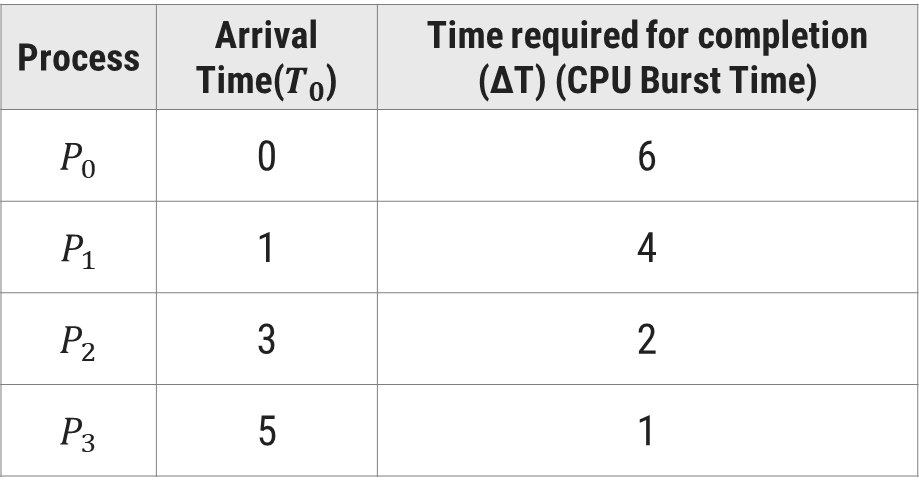 Process Arrival Time(T₀) Time required for completion (ΔT) (CPU Burst Time)
P₀ 0 6
P₁ 1 4
P₂ 3 2
P₃ 5 1